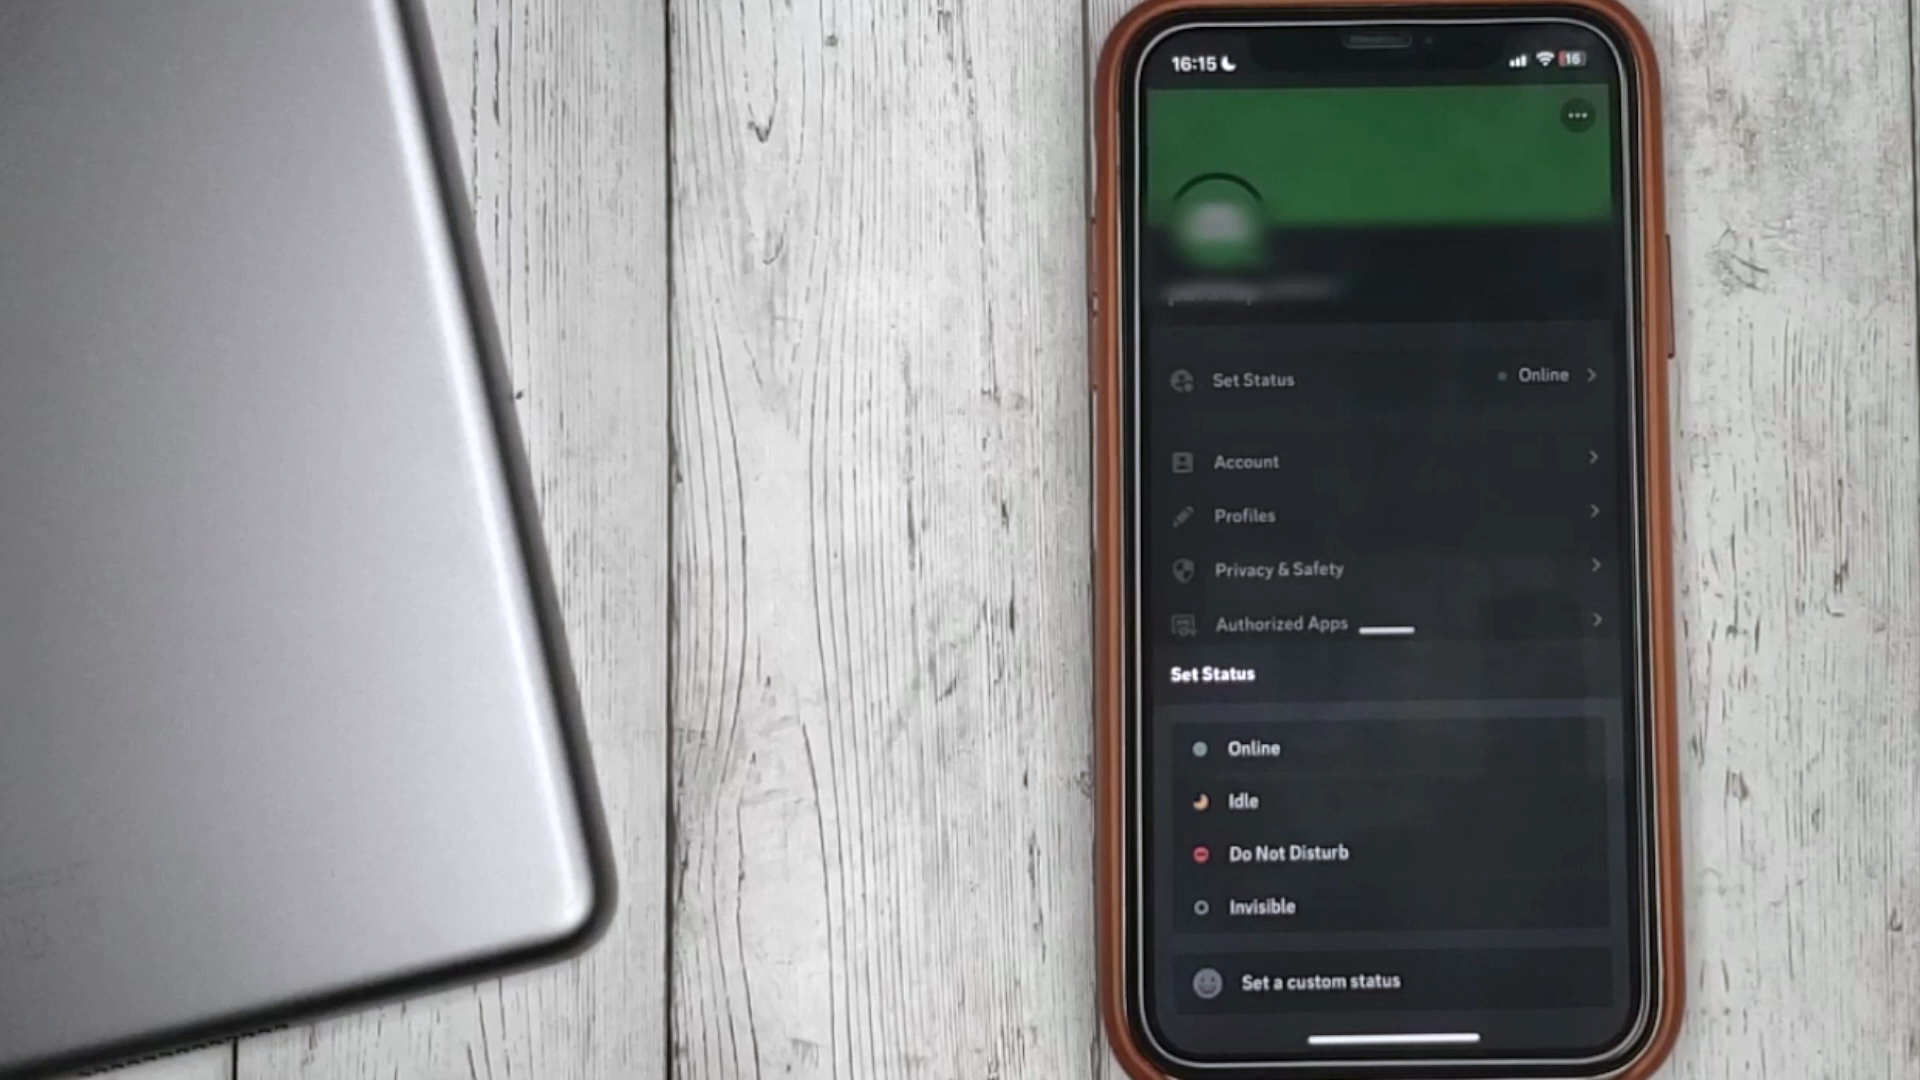 16:15
16
Set Status
Online
Account
Profiles
Privacy & Safety
Authorized Apps
Set Status
Online
Idle
Do Not Disturb
Invisible
Set a custom status